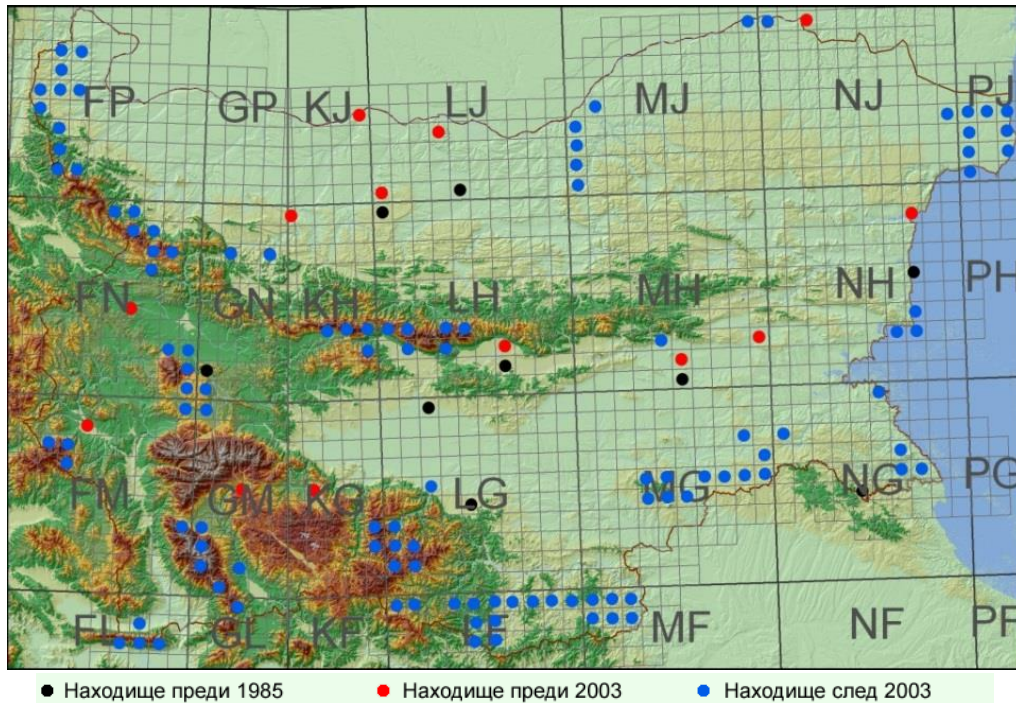 FP GP KJ LJ MJ NJ PJ
FN GN KH LH MH NH PH
FM GM KG LG MG NG PG
FL GL KF LF MF NF PF
Находище преди 1985 Находище преди 2003 Находище след 2003